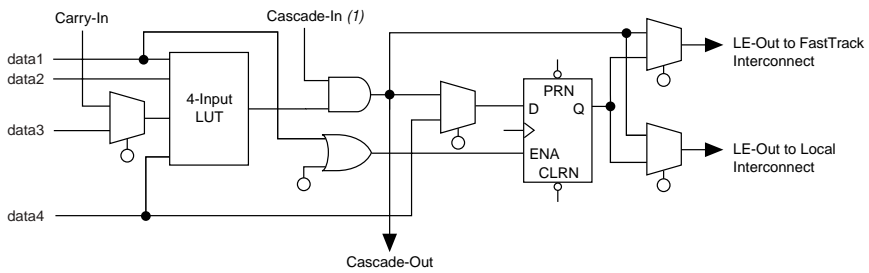 Carry-In
Cascade-In (1)
data1
data2
data3
data4
4-Input
LUT
PRN
D
Q
ENA
CLRN
LE-Out to FastTrack
Interconnect
LE-Out to Local
Interconnect
Cascade-Out